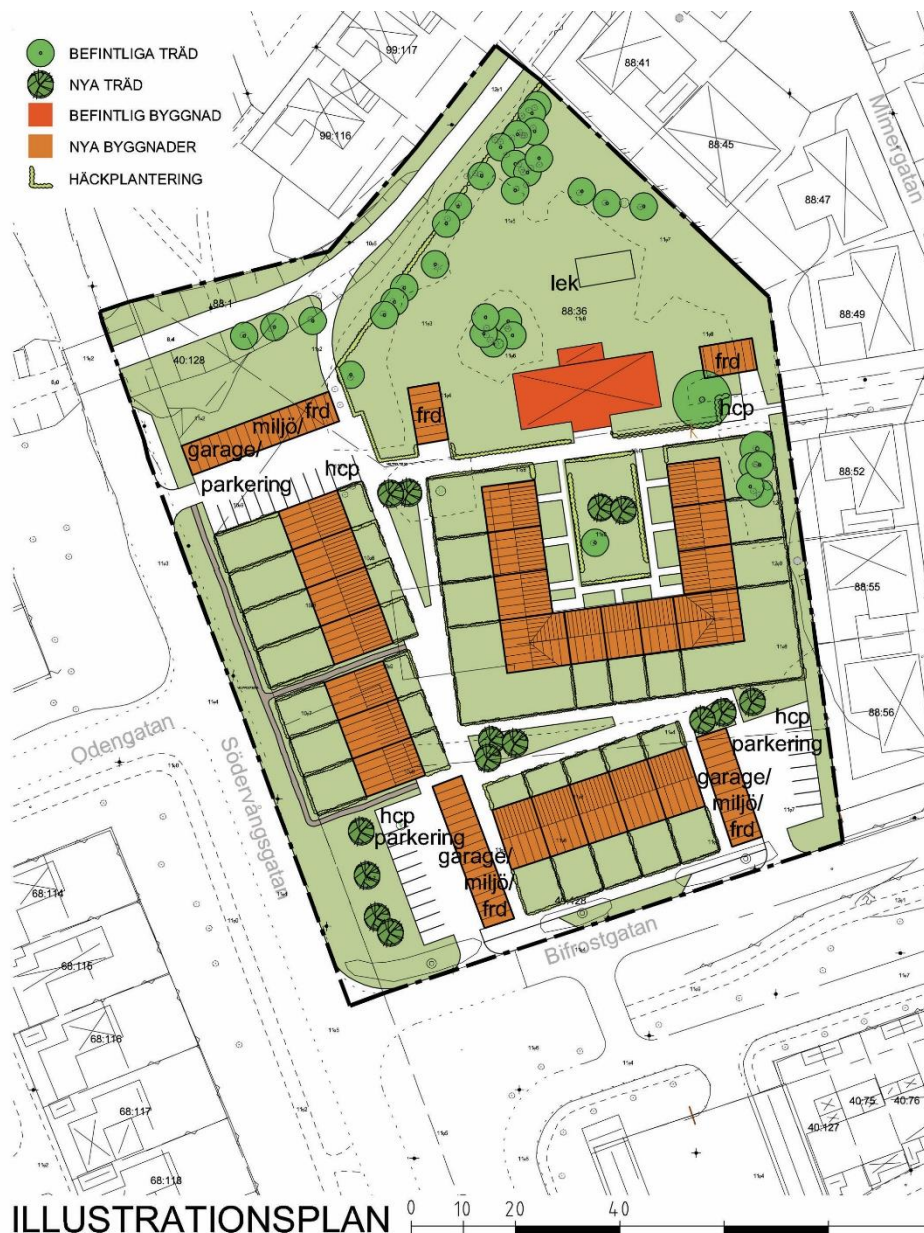 BEFINTLIGA TRÄD
NYA TRÄD
BEFINTLIG BYGGNAD
NYA BYGGNADER
HÄCKPLANTERING
99:117
88:41
99:116
88:45
Mimergatan
88:47
88:1
lek
88:36
88:49
40:128
frd
frd
miljö/
frd
garage/
hcp
hcp
parkering
88:52
88:55
88:56
Odengatan
Södervångsgatan
hcp
parkering
hcp
parkering
garage/
miljö/
frd
garage/
miljö/
frd
Bifrostgatan
68:114
68:115
68:116
68:117
68:118
40:75
40:76
40:127
ILLUSTRATIONSPLAN
0 10 20 40